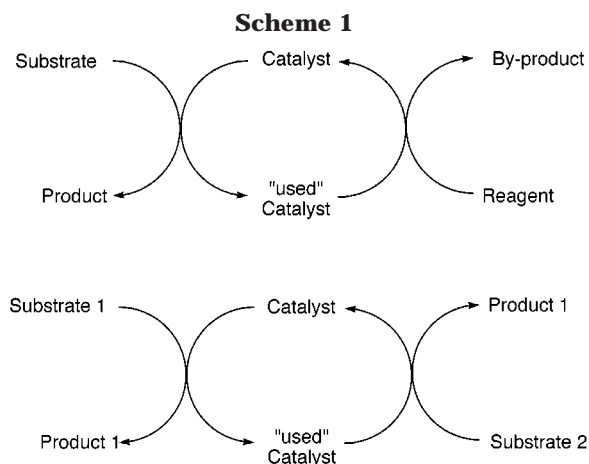 Scheme 1
Substrate
Catalyst
By-product
Product
"used"
Catalyst
Reagent
Substrate 1
Catalyst
Product 1
Product 1
"used"
Catalyst
Substrate 2